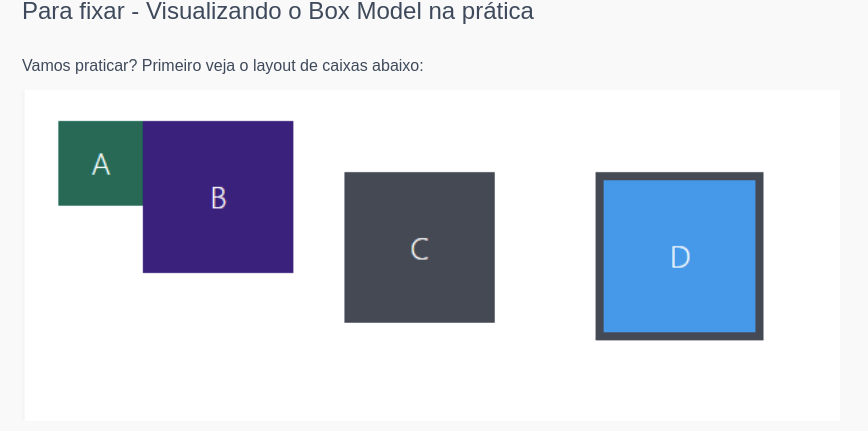 Para fixar - Visualizando o Box Model na prática
Vamos praticar? Primeiro veja o layout de caixas abaixo:
A
B
C
D